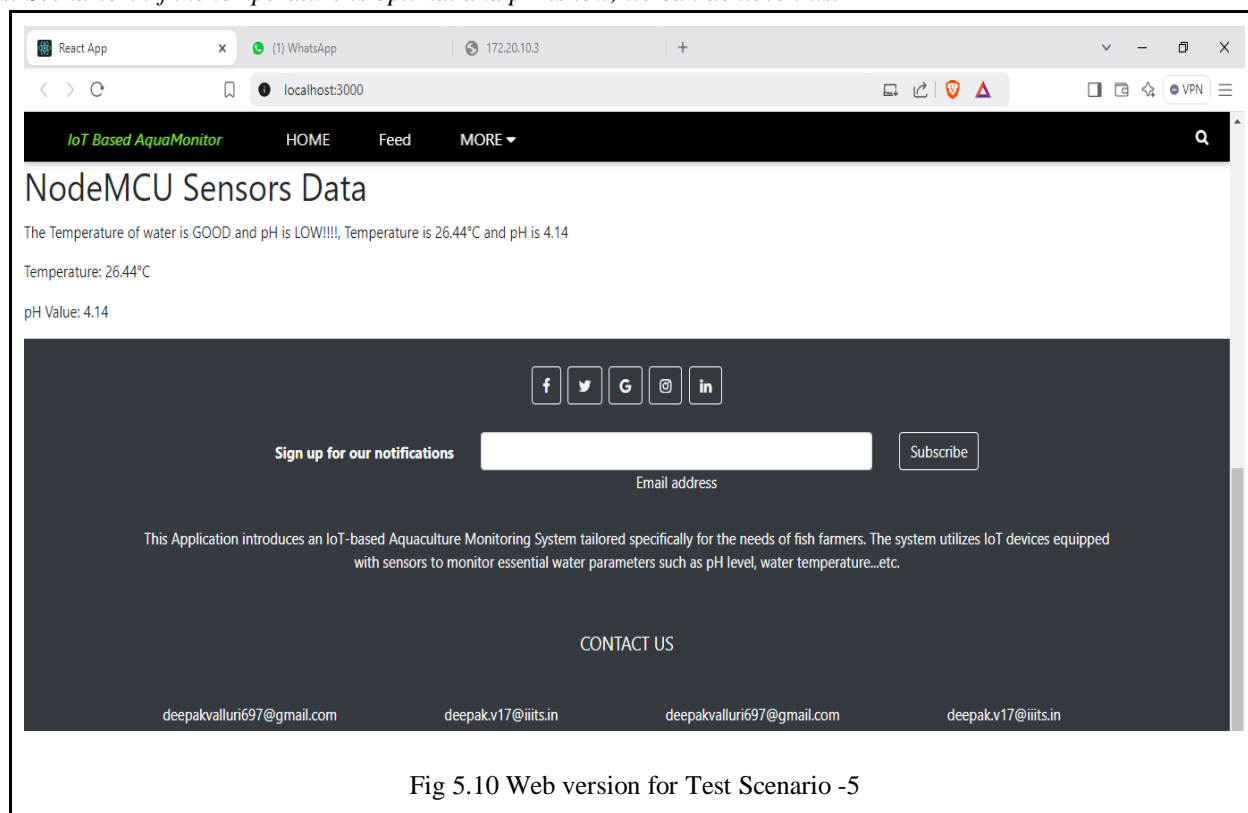 React App
(1) WhatsApp
172.20.10.3
localhost:3000
VPN
IoT Based AquaMonitor HOME Feed MORE
NodeMCU Sensors Data
The Temperature of water is GOOD and pH is LOW!!!!, Temperature is 26.44°C and pH is 4.14
Temperature: 26.44°C
pH Value: 4.14
Sign up for our notifications Subscribe
Email address
This Application introduces an IoT-based Aquaculture Monitoring System tailored specifically for the needs of fish farmers. The system utilizes IoT devices equipped
with sensors to monitor essential water parameters such as pH level, water temperature...etc.
CONTACT US
deepakvalluri697@gmail.com deepak.v17@iiits.in deepakvalluri697@gmail.com deepak.v17@iiits.in
Fig 5.10 Web version for Test Scenario -5